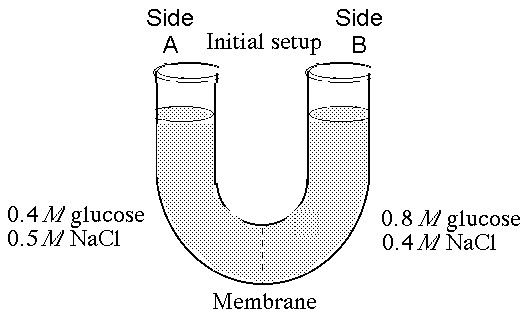 Side
A
Initial setup
Side
B
0.4 M glucose
0.5 M NaCl
0.8 M glucose
0.4 M NaCl
Membrane